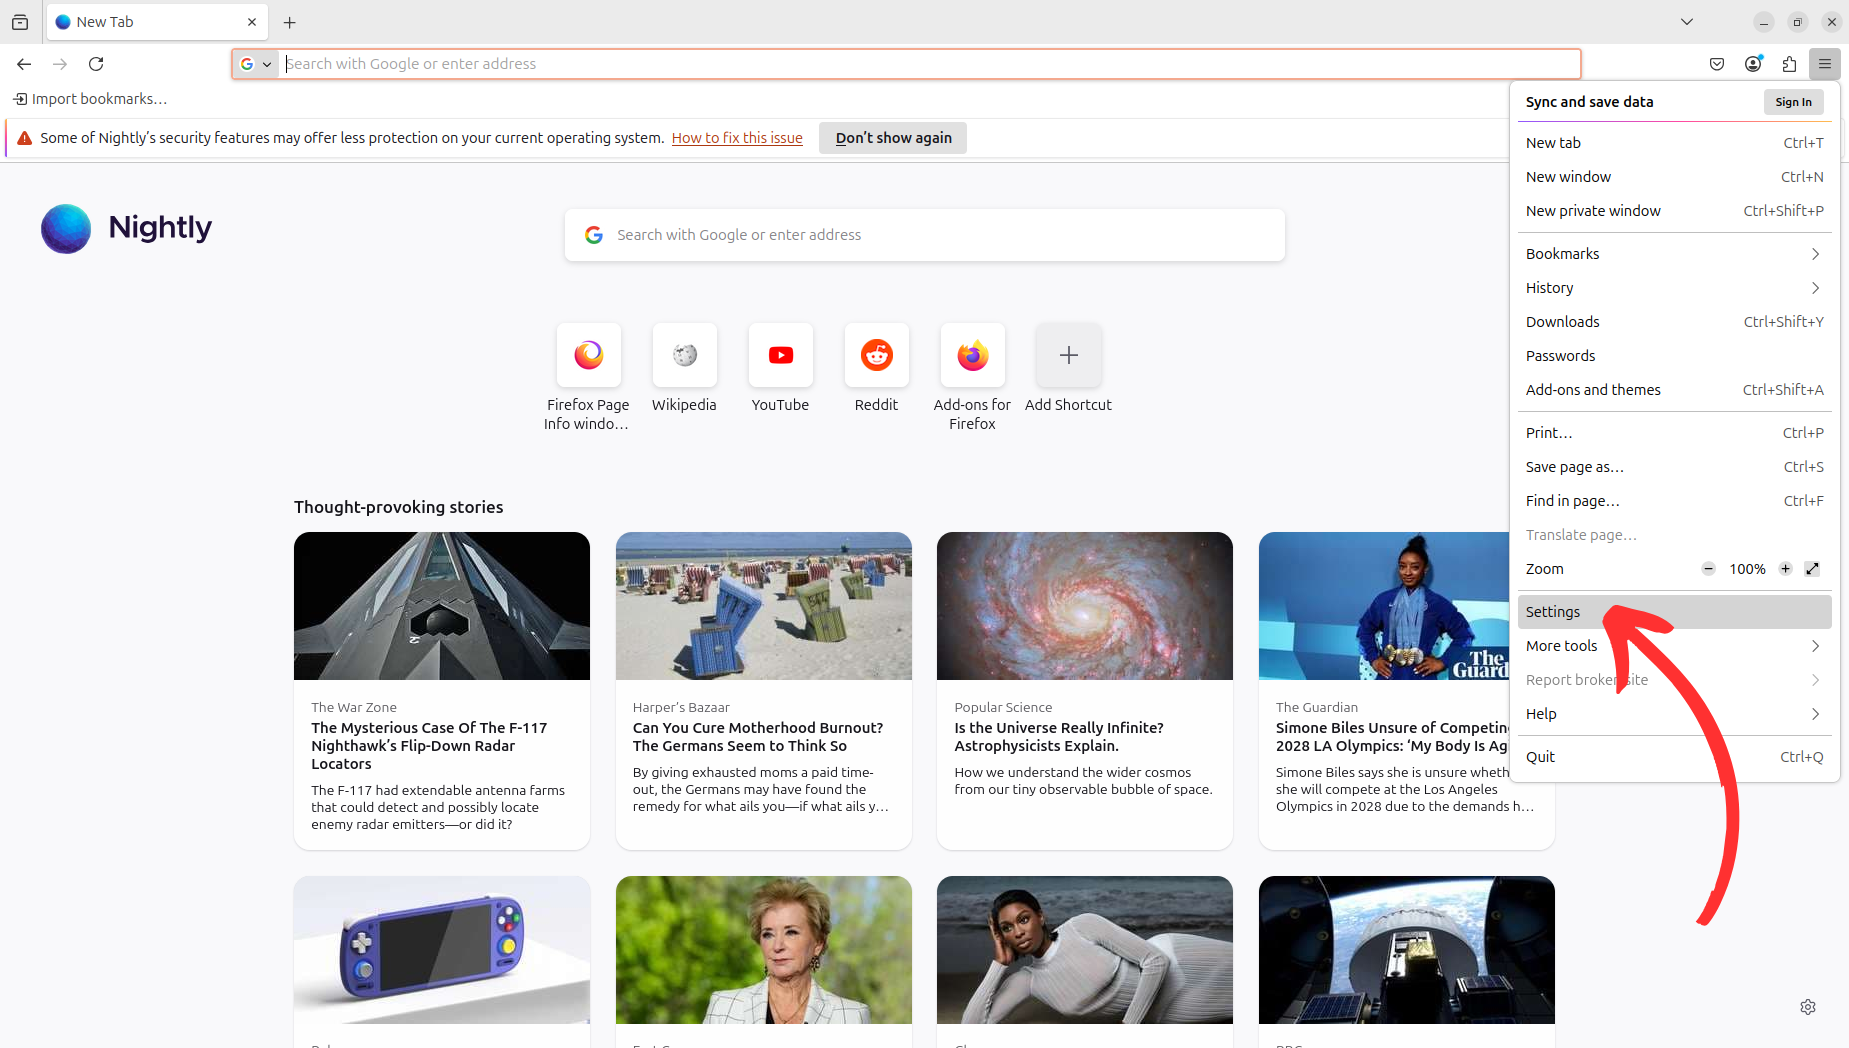 New Tab
Search with Google or enter address
Import bookmarks…
Some of Nightly’s security features may offer less protection on your current operating system. How to fix this issue Don’t show again
Nightly
Search with Google or enter address
Firefox Page
Info windo…
Wikipedia
YouTube
Reddit
Add-ons for
Firefox
Add Shortcut
Thought-provoking stories
The War Zone
The Mysterious Case Of The F-117
Nighthawk’s Flip-Down Radar
Locators
The F-117 had extendable antenna farms
that could detect and possibly locate
enemy radar emitters—or did it?
Harper’s Bazaar
Can You Cure Motherhood Burnout?
The Germans Seem to Think So
By giving exhausted moms a paid time-
out, the Germans may have found the
remedy for what ails you—if what ails y…
Popular Science
Is the Universe Really Infinite?
Astrophysicists Explain.
How we understand the wider cosmos
from our tiny observable bubble of space.
The
Guard
The Guardian
Simone Biles Unsure of Competing
2028 LA Olympics: ‘My Body Is Ag
Simone Biles says she is unsure wheth
she will compete at the Los Angeles
Olympics in 2028 due to the demands h…
Sync and save data Sign In
New tab Ctrl+T
New window Ctrl+N
New private window Ctrl+Shift+P
Bookmarks
History
Downloads Ctrl+Shift+Y
Passwords
Add-ons and themes Ctrl+Shift+A
Print… Ctrl+P
Save page as… Ctrl+S
Find in page… Ctrl+F
Translate page…
Zoom 100%
Settings
More tools
Report broken site
Help
Quit Ctrl+Q